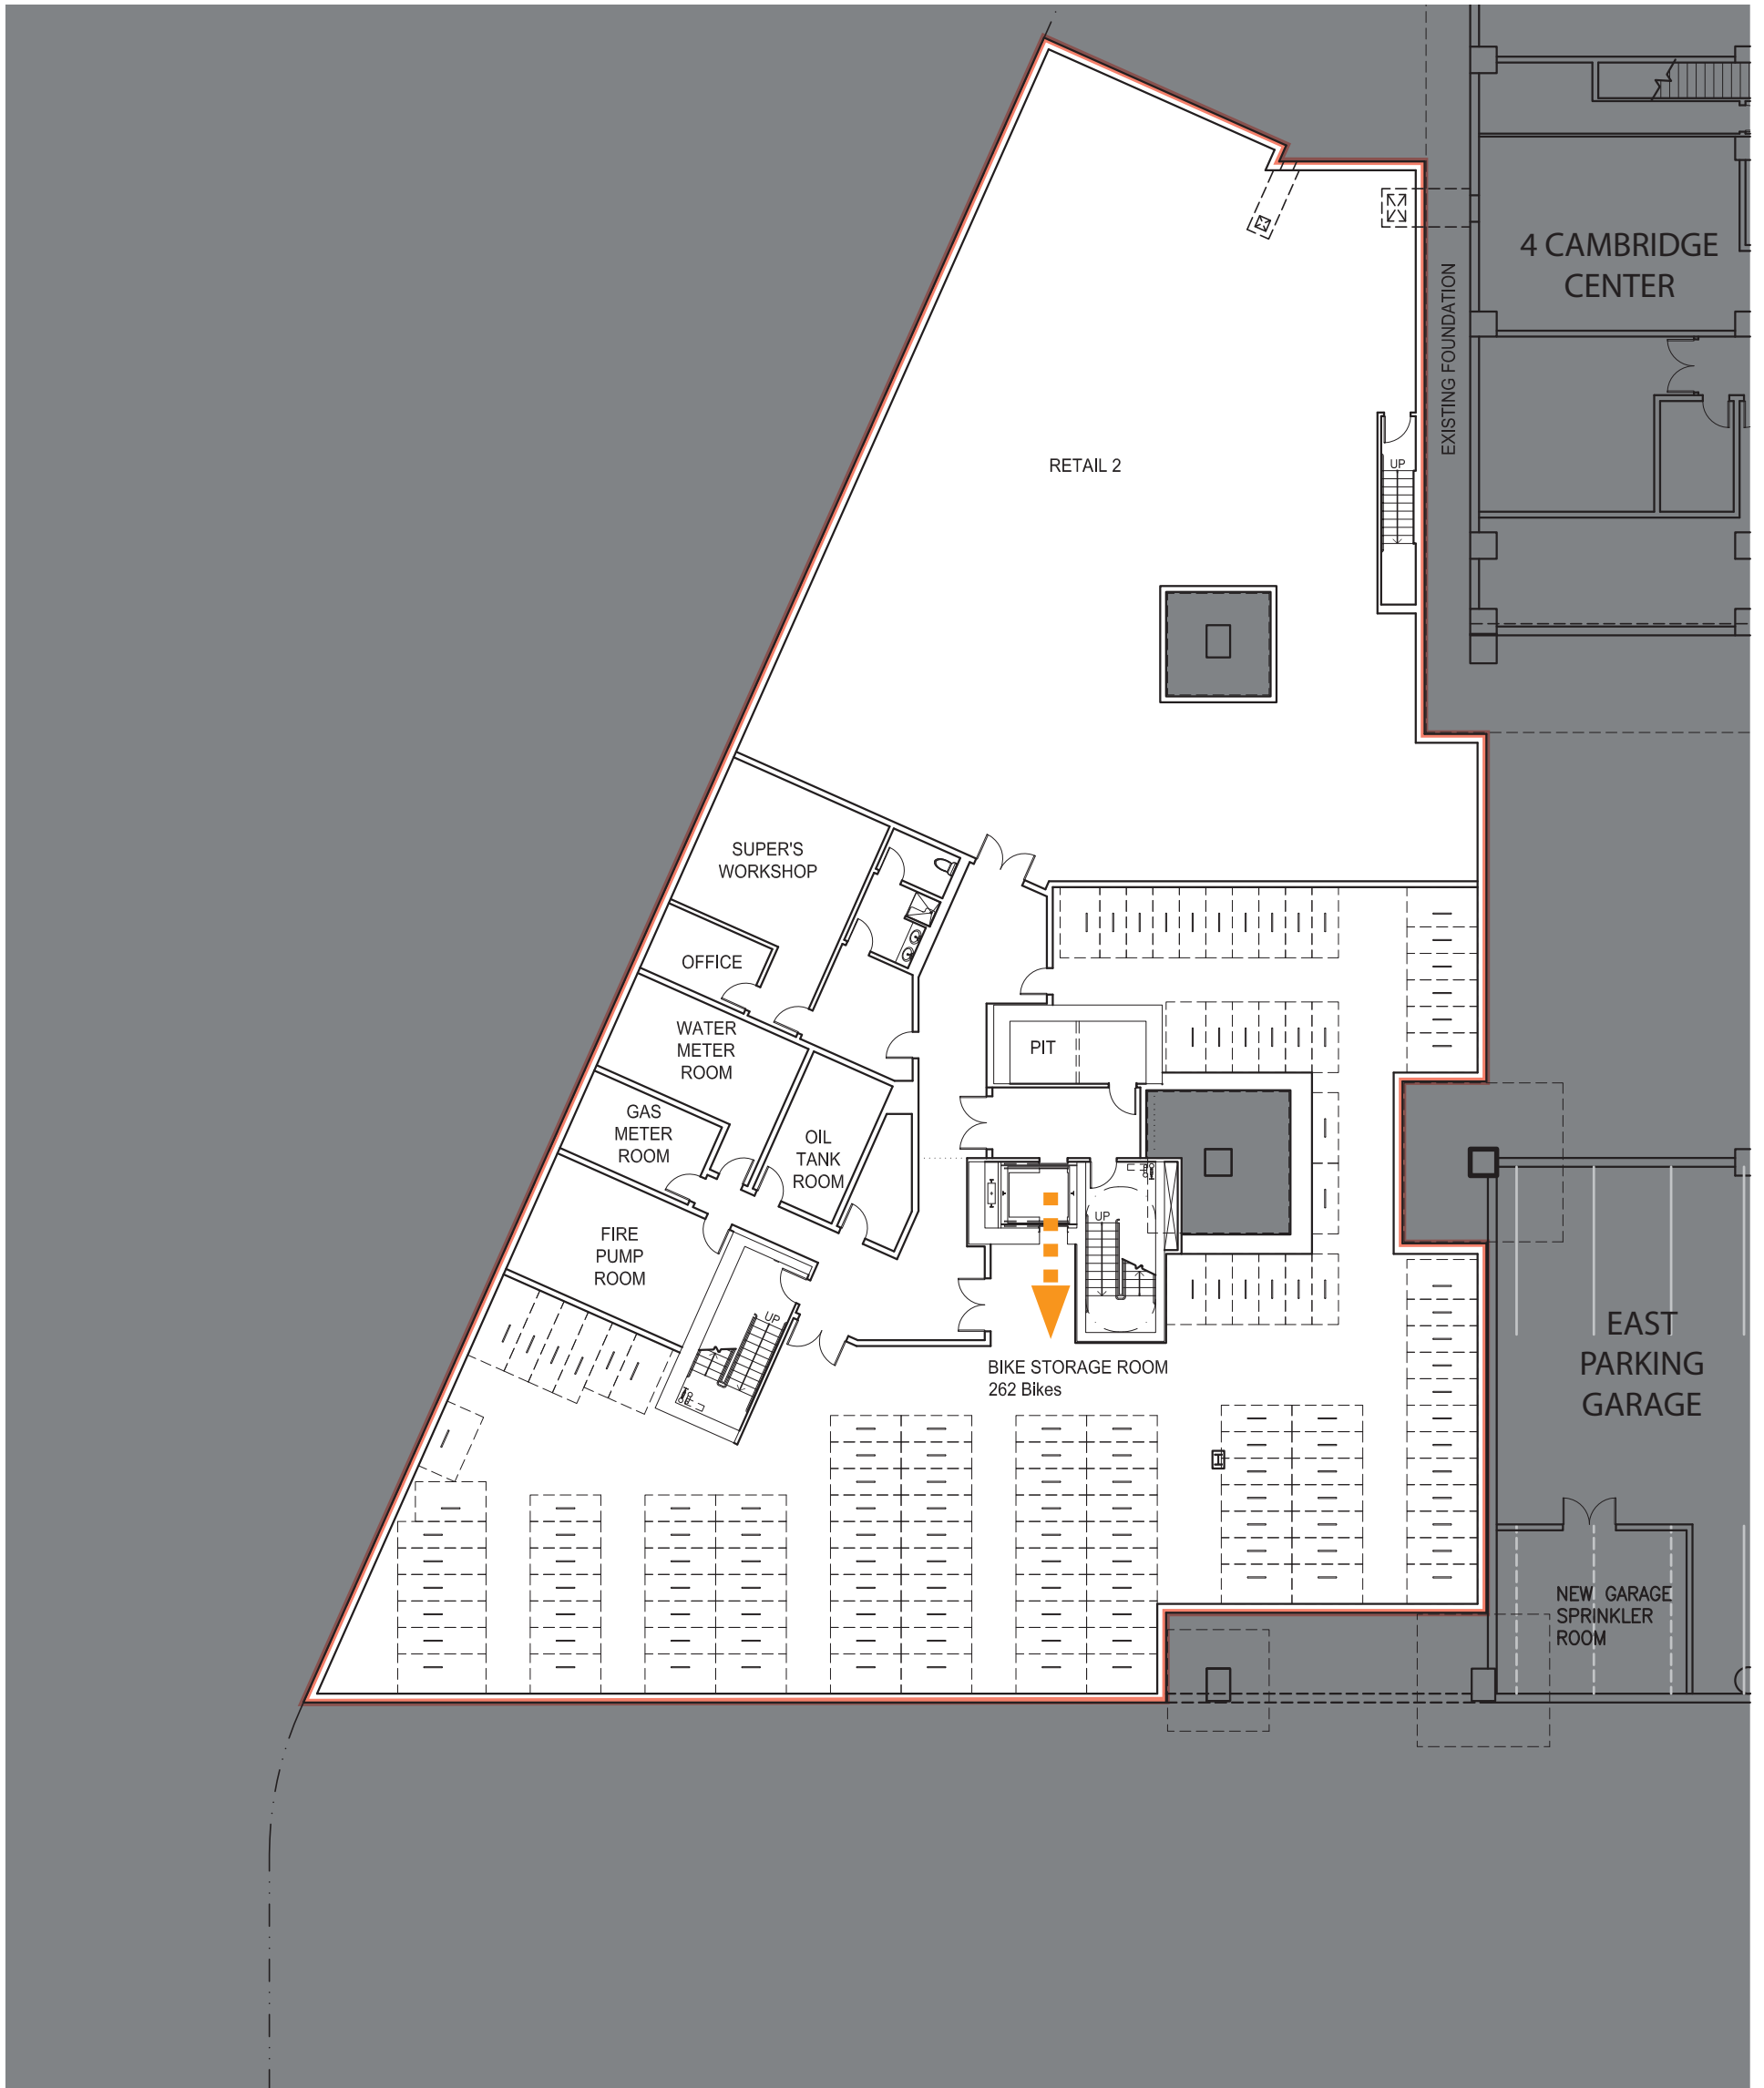 4 CAMBRIDGE
CENTER
EXISTING FOUNDATION
RETAIL 2
UP
SUPER'S
WORKSHOP
OFFICE
WATER
METER
ROOM
PIT
GAS
METER
ROOM
OIL
TANK
ROOM
UP
FIRE
PUMP
ROOM
UP
BIKE STORAGE ROOM
262 Bikes
EAST
PARKING
GARAGE
NEW GARAGE
SPRINKLER
ROOM